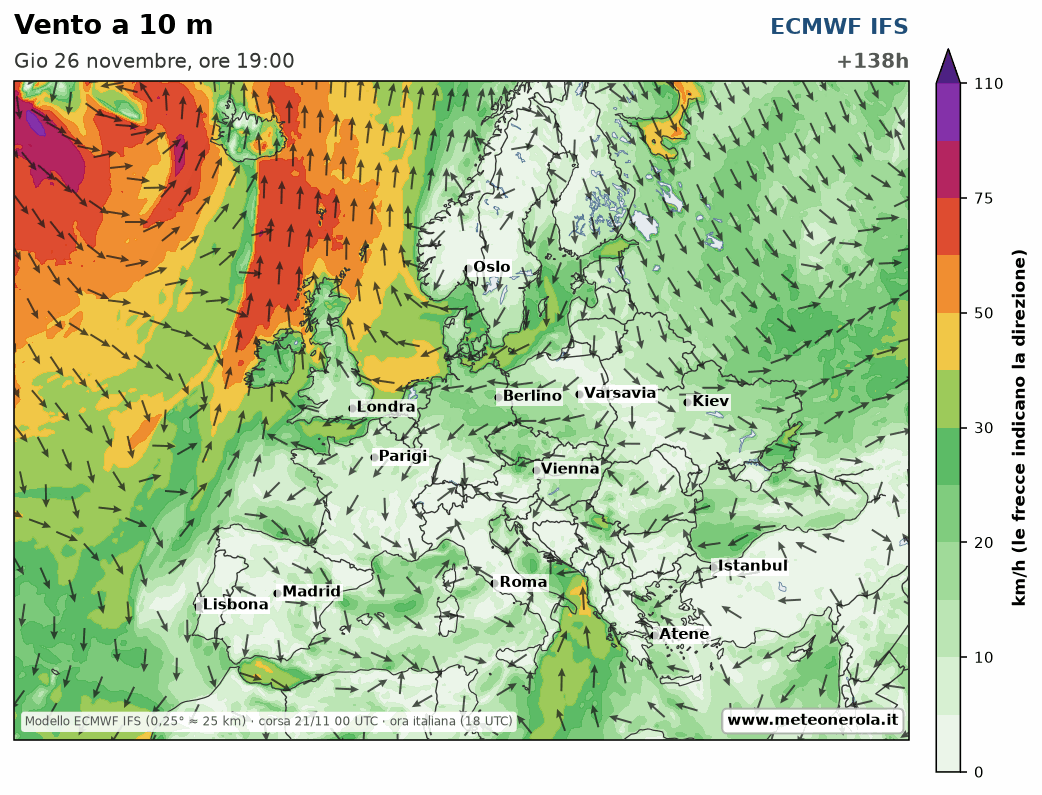 Vento a 10 m
ECMWF IFS
Gio 26 novembre, ore 19:00
+138h
110
75
50
30
20
10
0
km/h (le frecce indicano la direzione)
Oslo
Londra
Berlino
Varsavia
Kiev
Parigi
Vienna
Istanbul
Roma
Madrid
Lisbona
Atene
Modello ECMWF IFS (0,25° ≈ 25 km) · corsa 21/11 00 UTC · ora italiana (18 UTC)
www.meteonerola.it